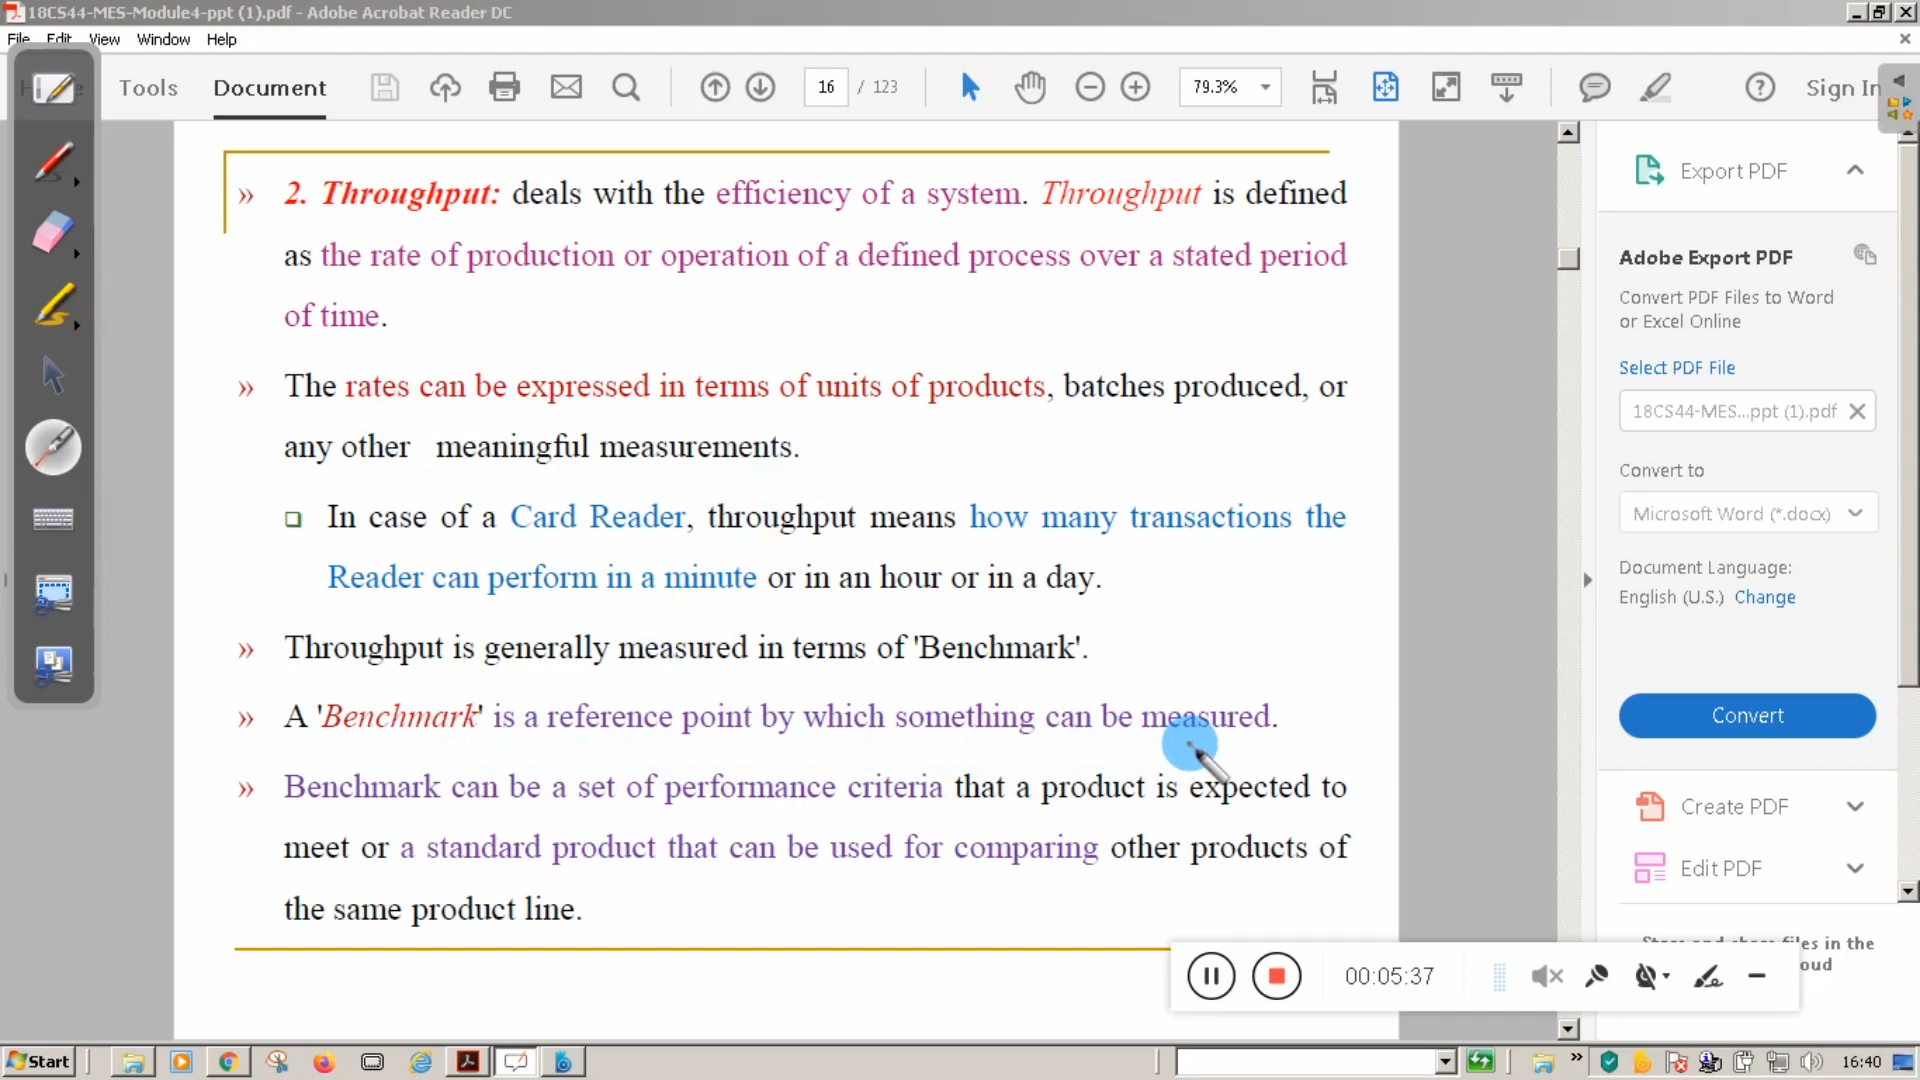 18CS44-MES-Module4-ppt (1).pdf - Adobe Acrobat Reader DC
File Edit View Window Help
Tools Document 16 / 123 79.3% Sign In
» 2. Throughput: deals with the efficiency of a system. Throughput is defined
as the rate of production or operation of a defined process over a stated period
of time.
» The rates can be expressed in terms of units of products, batches produced, or
any other meaningful measurements.
❑ In case of a Card Reader, throughput means how many transactions the
Reader can perform in a minute or in an hour or in a day.
» Throughput is generally measured in terms of 'Benchmark'.
» A 'Benchmark' is a reference point by which something can be measured.
» Benchmark can be a set of performance criteria that a product is expected to
meet or a standard product that can be used for comparing other products of
the same product line.
Export PDF
Adobe Export PDF
Convert PDF Files to Word
or Excel Online
Select PDF File
18CS44-MES...ppt (1).pdf
Convert to
Microsoft Word (*.docx)
Document Language:
English (U.S.) Change
Convert
Create PDF
Edit PDF
files in the
00:05:37
Start
16:40